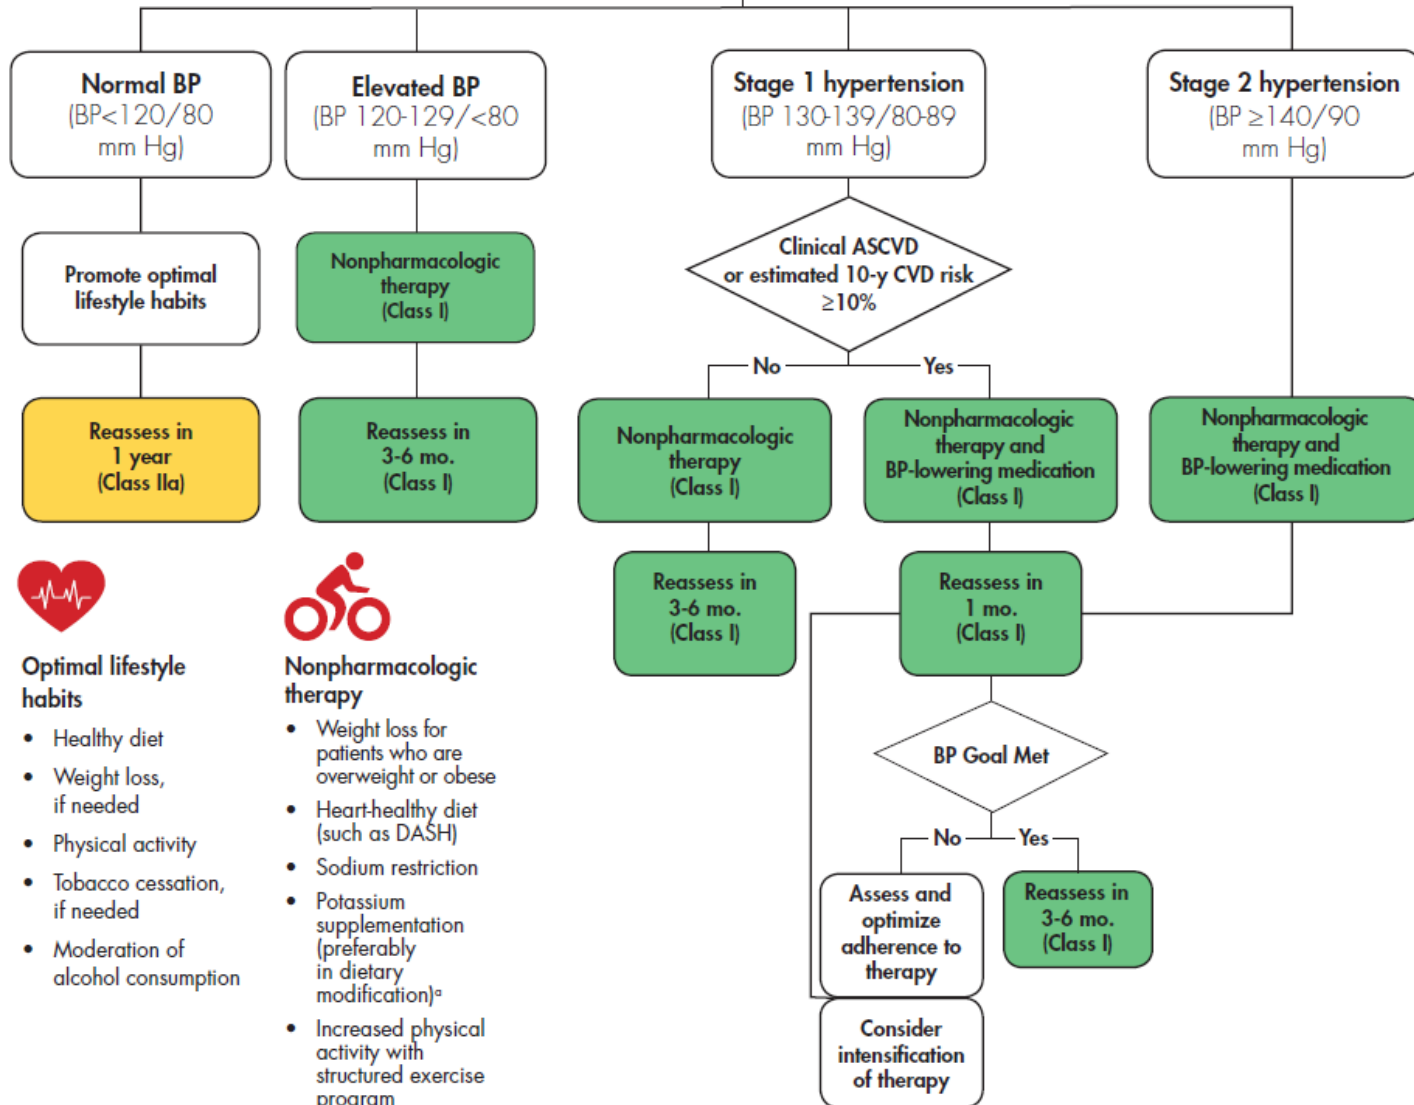 Normal BP
(BP<120/80
mm Hg)
Elevated BP
(BP 120-129/<80
mm Hg)
Stage 1 hypertension
(BP 130-139/80-89
mm Hg)
Stage 2 hypertension
(BP ≥140/90
mm Hg)
Promote optimal
lifestyle habits
Nonpharmacologic
therapy
(Class I)
Clinical ASCVD
or estimated 10-y CVD risk
≥10%
No
Yes
Reassess in
1 year
(Class IIa)
Reassess in
3-6 mo.
(Class I)
Nonpharmacologic
therapy
(Class I)
Nonpharmacologic
therapy and
BP-lowering medication
(Class I)
Nonpharmacologic
therapy and
BP-lowering medication
(Class I)
Reassess in
3-6 mo.
(Class I)
Reassess in
1 mo.
(Class I)
BP Goal Met
No
Yes
Assess and
optimize
adherence to
therapy
Reassess in
3-6 mo.
(Class I)
Consider
intensification
of therapy
Optimal lifestyle
habits
• Healthy diet
• Weight loss,
if needed
• Physical activity
• Tobacco cessation,
if needed
• Moderation of
alcohol consumption
Nonpharmacologic
therapy
• Weight loss for
patients who are
overweight or obese
• Heart-healthy diet
(such as DASH)
• Sodium restriction
• Potassium
supplementation
(preferably
in dietary
modification)ᵃ
• Increased physical
activity with
structured exercise
program